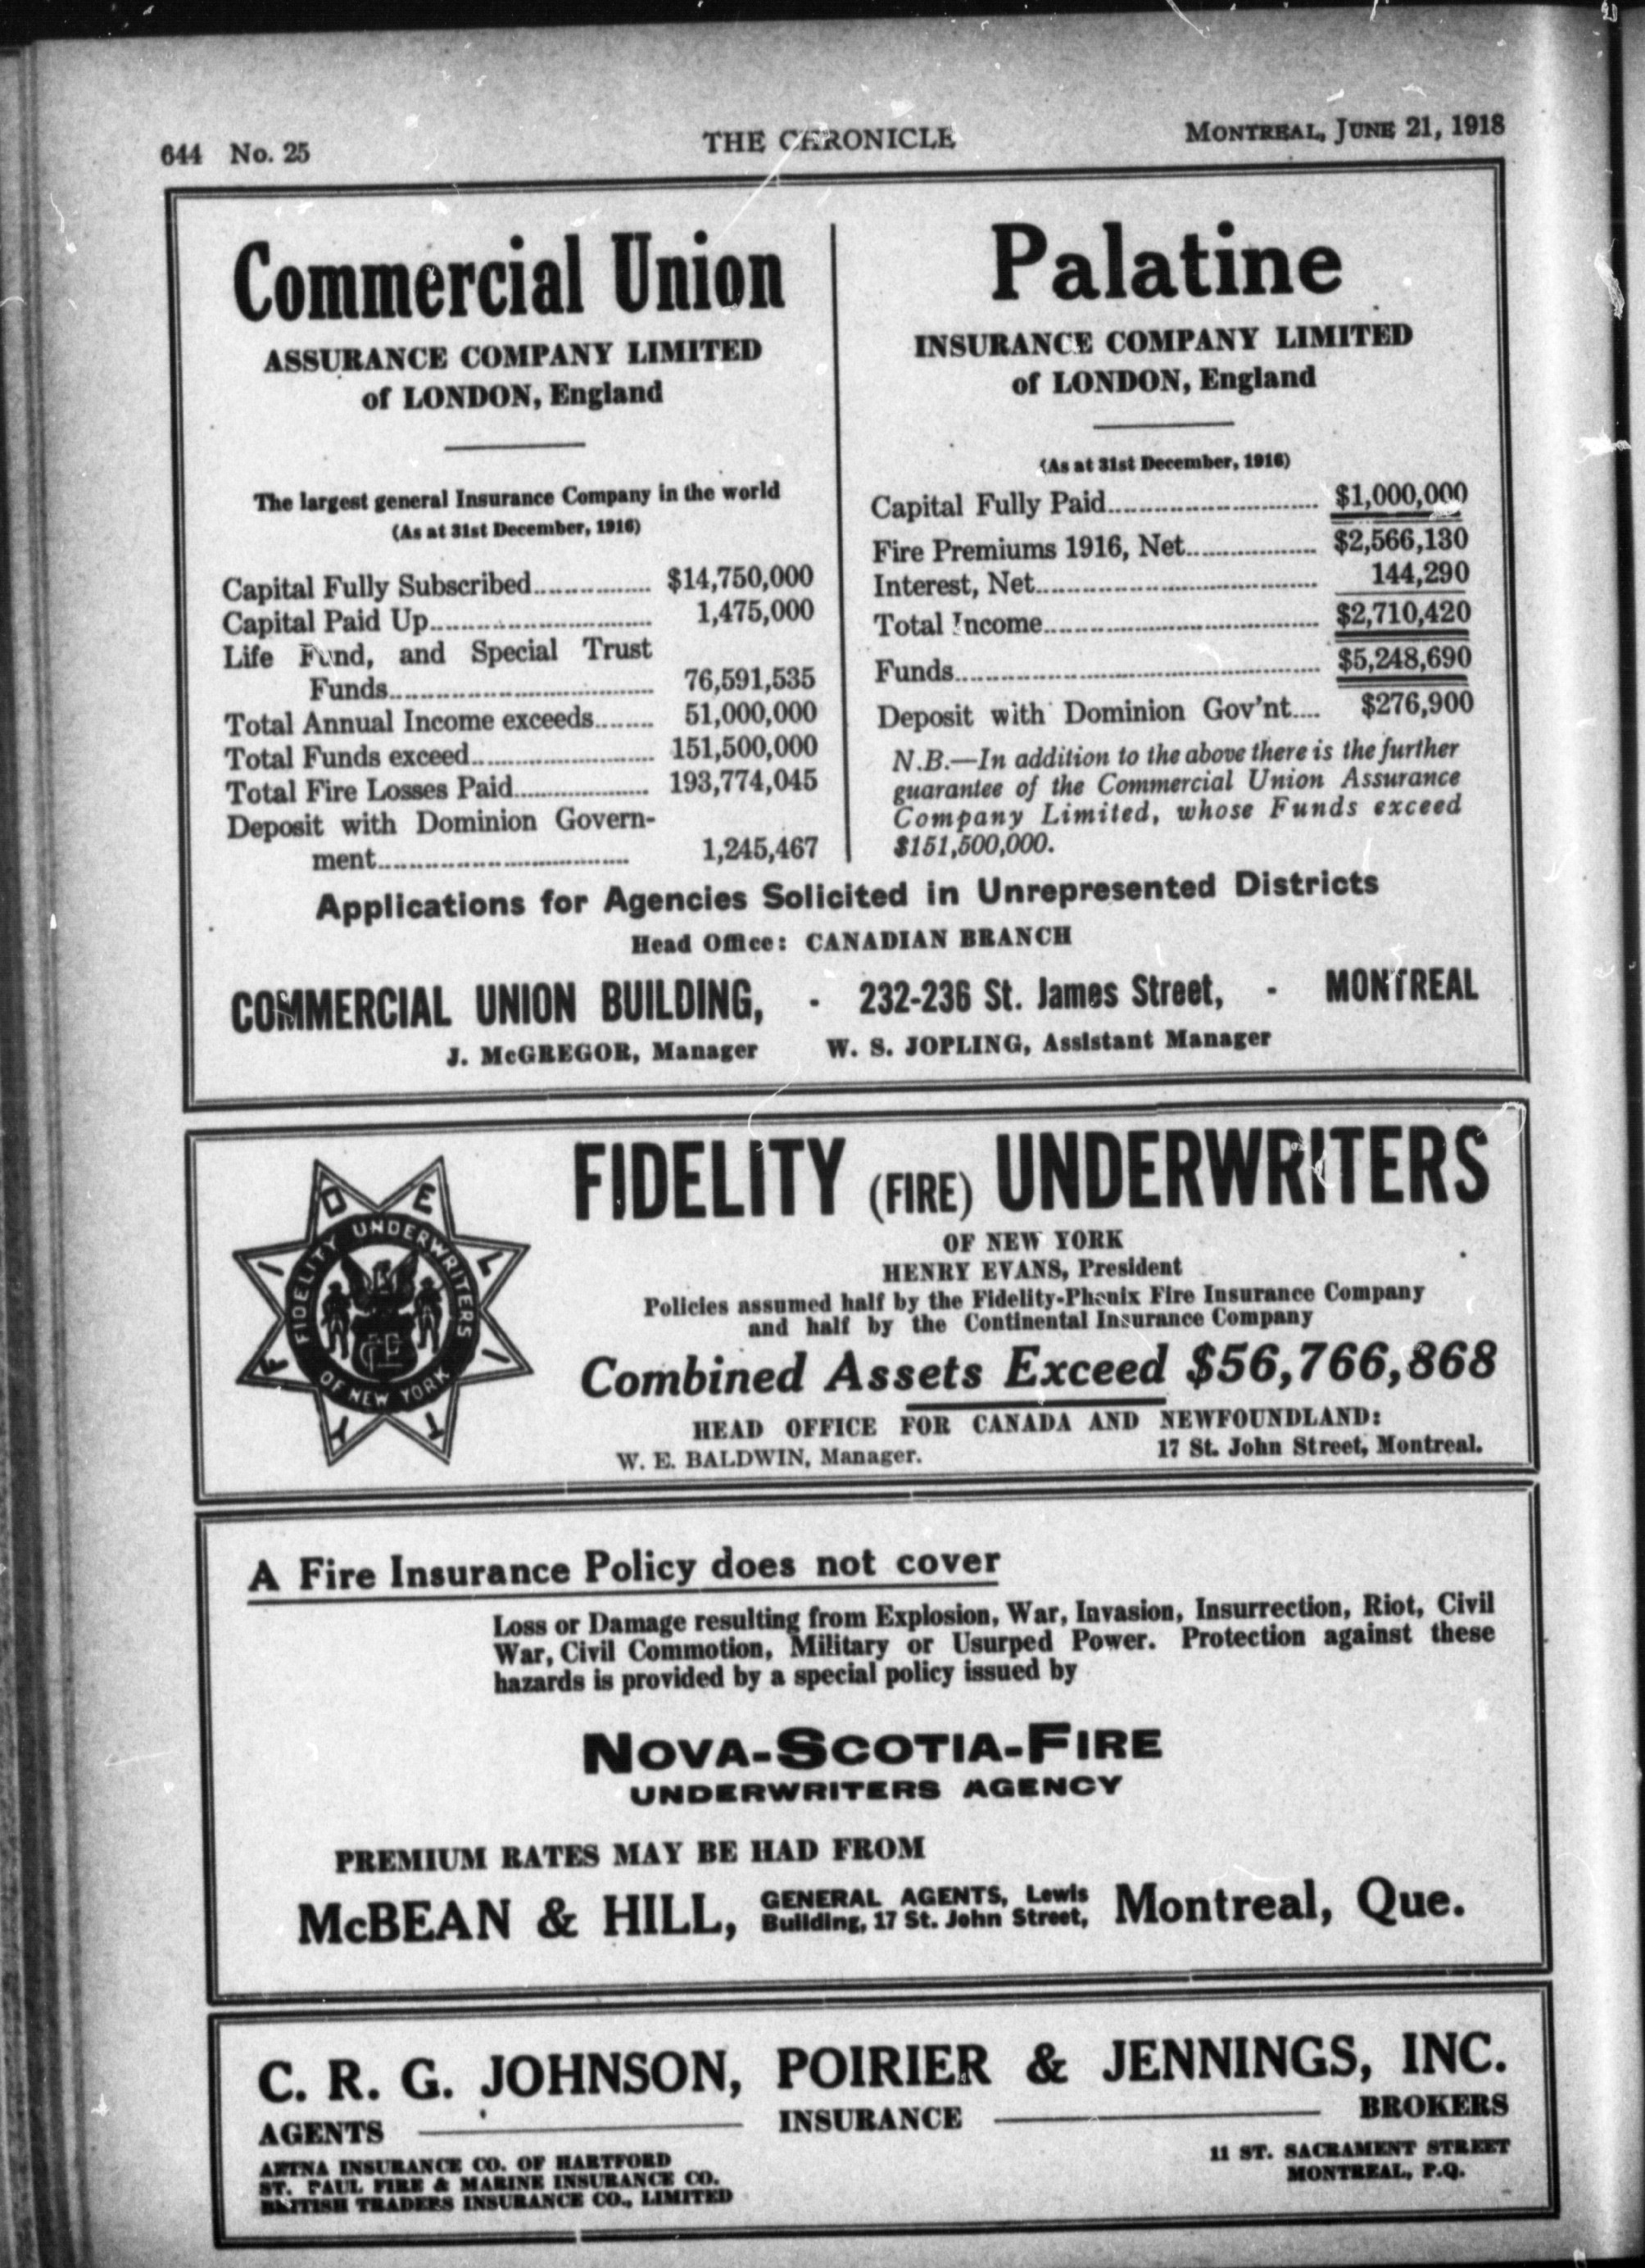 644 No. 25
THE CHRONICLE
MONTREAL, JUNE 21, 1918
Commercial Union
ASSURANCE COMPANY LIMITED
of LONDON, England
The largest general Insurance Company in the world
(As at 31st December, 1916)
Capital Fully Subscribed................ $14,750,000
Capital Paid Up.............................. 1,475,000
Life Fund, and Special Trust
Funds.................................... 76,591,535
Total Annual Income exceeds........ 51,000,000
Total Funds exceed......................... 151,500,000
Total Fire Losses Paid................... 193,774,045
Deposit with Dominion Govern-
ment.................................. 1,245,467
Palatine
INSURANCE COMPANY LIMITED
of LONDON, England
(As at 31st December, 1916)
Capital Fully Paid............................ $1,000,000
Fire Premiums 1916, Net.................. $2,566,130
Interest, Net...................................... 144,290
Total Income..................................... $2,710,420
Funds................................................. $5,248,690
Deposit with Dominion Gov'nt.... $276,900
N.B.—In addition to the above there is the further
guarantee of the Commercial Union Assurance
Company Limited, whose Funds exceed
$151,500,000.
Applications for Agencies Solicited in Unrepresented Districts
Head Office: CANADIAN BRANCH
COMMERCIAL UNION BUILDING, - 232-236 St. James Street, - MONTREAL
J. McGREGOR, Manager W. S. JOPLING, Assistant Manager
FIDELITY
FIDELITY UNDERWRITERS
OF NEW YORK
FIDELITY (FIRE) UNDERWRITERS
OF NEW YORK
HENRY EVANS, President
Policies assumed half by the Fidelity-Phenix Fire Insurance Company
and half by the Continental Insurance Company
Combined Assets Exceed $56,766,868
HEAD OFFICE FOR CANADA AND NEWFOUNDLAND:
W. E. BALDWIN, Manager. 17 St. John Street, Montreal.
A Fire Insurance Policy does not cover
Loss or Damage resulting from Explosion, War, Invasion, Insurrection, Riot, Civil
War, Civil Commotion, Military or Usurped Power. Protection against these
hazards is provided by a special policy issued by
NOVA-SCOTIA-FIRE
UNDERWRITERS AGENCY
PREMIUM RATES MAY BE HAD FROM
McBEAN & HILL, GENERAL AGENTS, Lewis
Building, 17 St. John Street, Montreal, Que.
C. R. G. JOHNSON, POIRIER & JENNINGS, INC.
AGENTS INSURANCE BROKERS
AETNA INSURANCE CO. OF HARTFORD
ST. PAUL FIRE & MARINE INSURANCE CO.
BRITISH TRADERS INSURANCE CO., LIMITED
11 ST. SACRAMENT STREET
MONTREAL, P.Q.